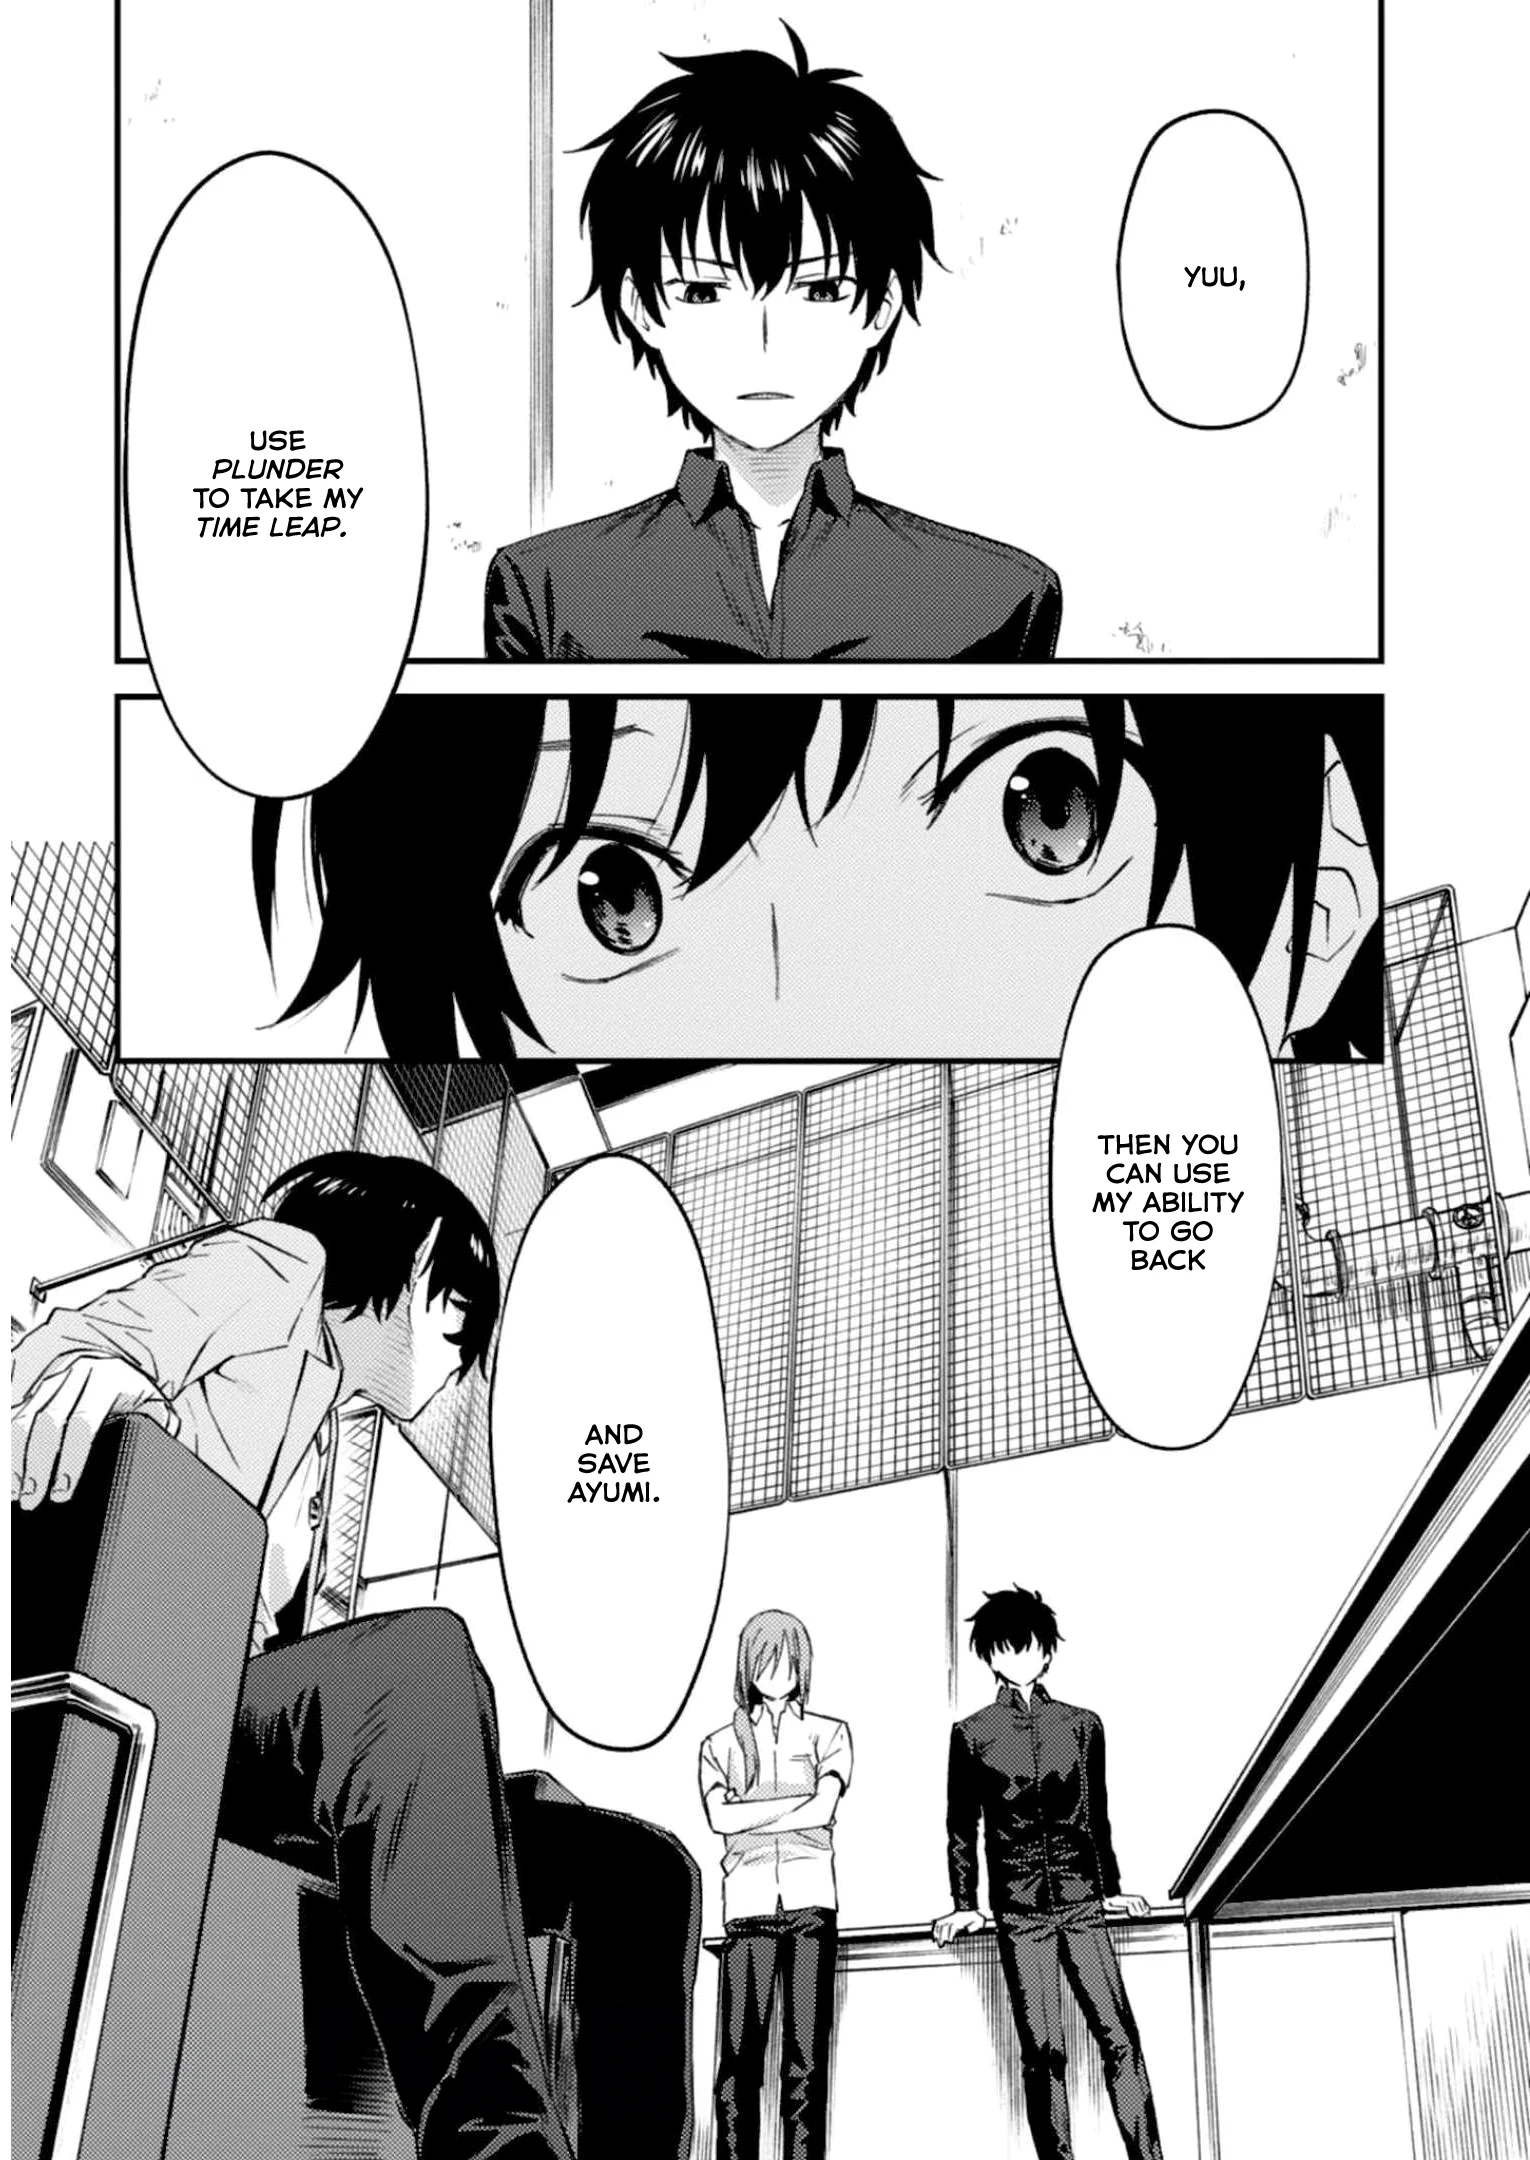 YUU,
USE
PLUNDER
TO TAKE MY
TIME LEAP.
THEN YOU
CAN USE
MY ABILITY
TO GO
BACK
AND
SAVE
AYUMI.